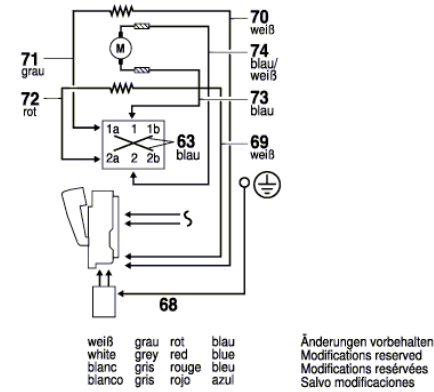 70
weiß
71
grau
M
74
blau/
weiß
72
rot
73
blau
1a 1 1b
63
blau
69
weiß
2a 2 2b
68
weiß grau rot blau
white grey red blue
blanc gris rouge bleu
blanco gris rojo azul
Änderungen vorbehalten
Modifications reserved
Modifications resérvées
Salvo modificaciones